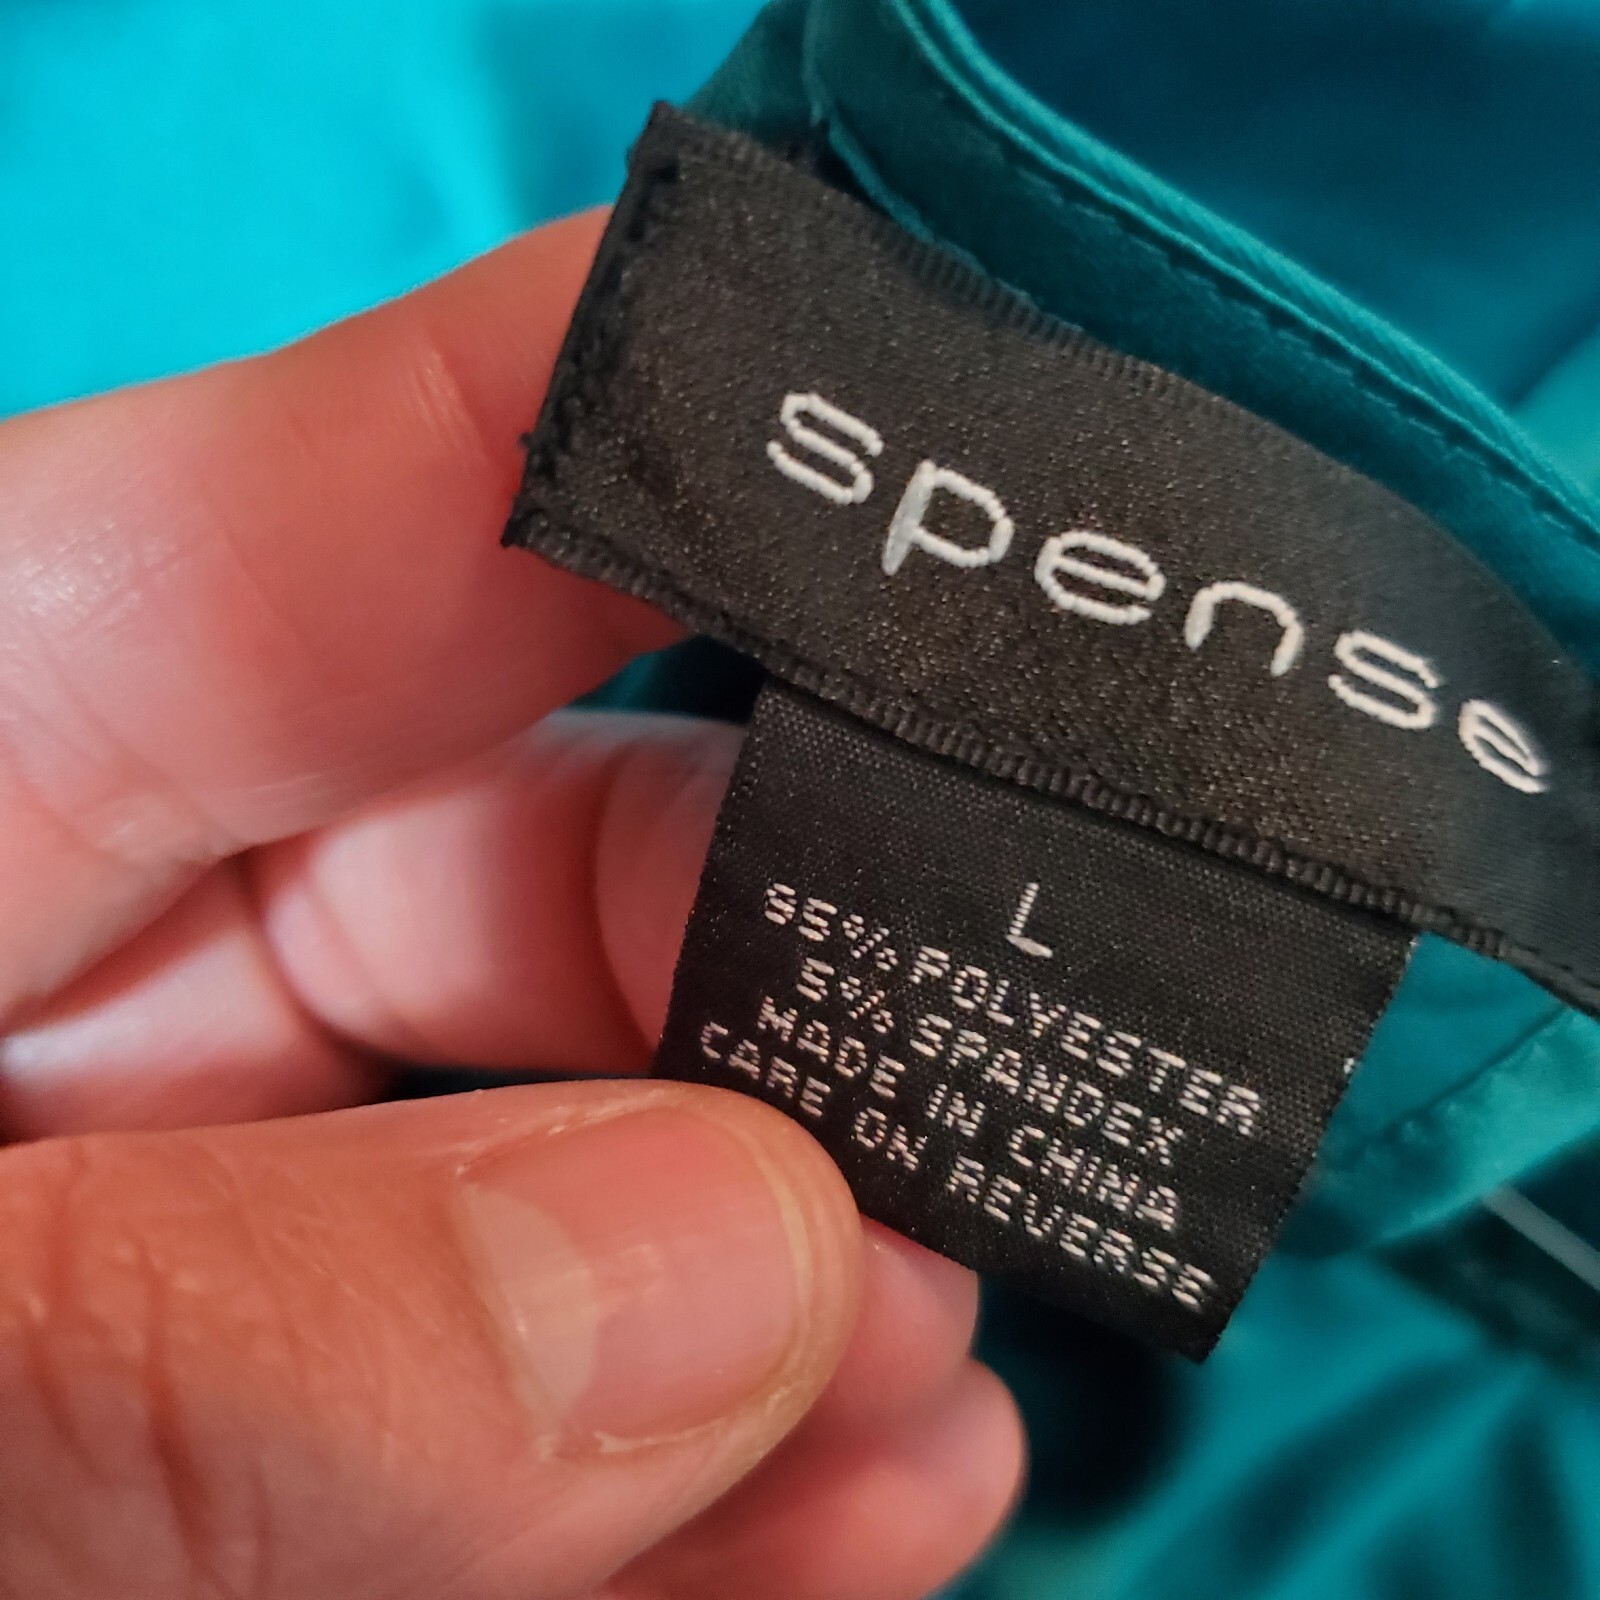 spense
L
95% POLYESTER
5% SPANDEX
MADE IN CHINA
CARE ON REVERSE